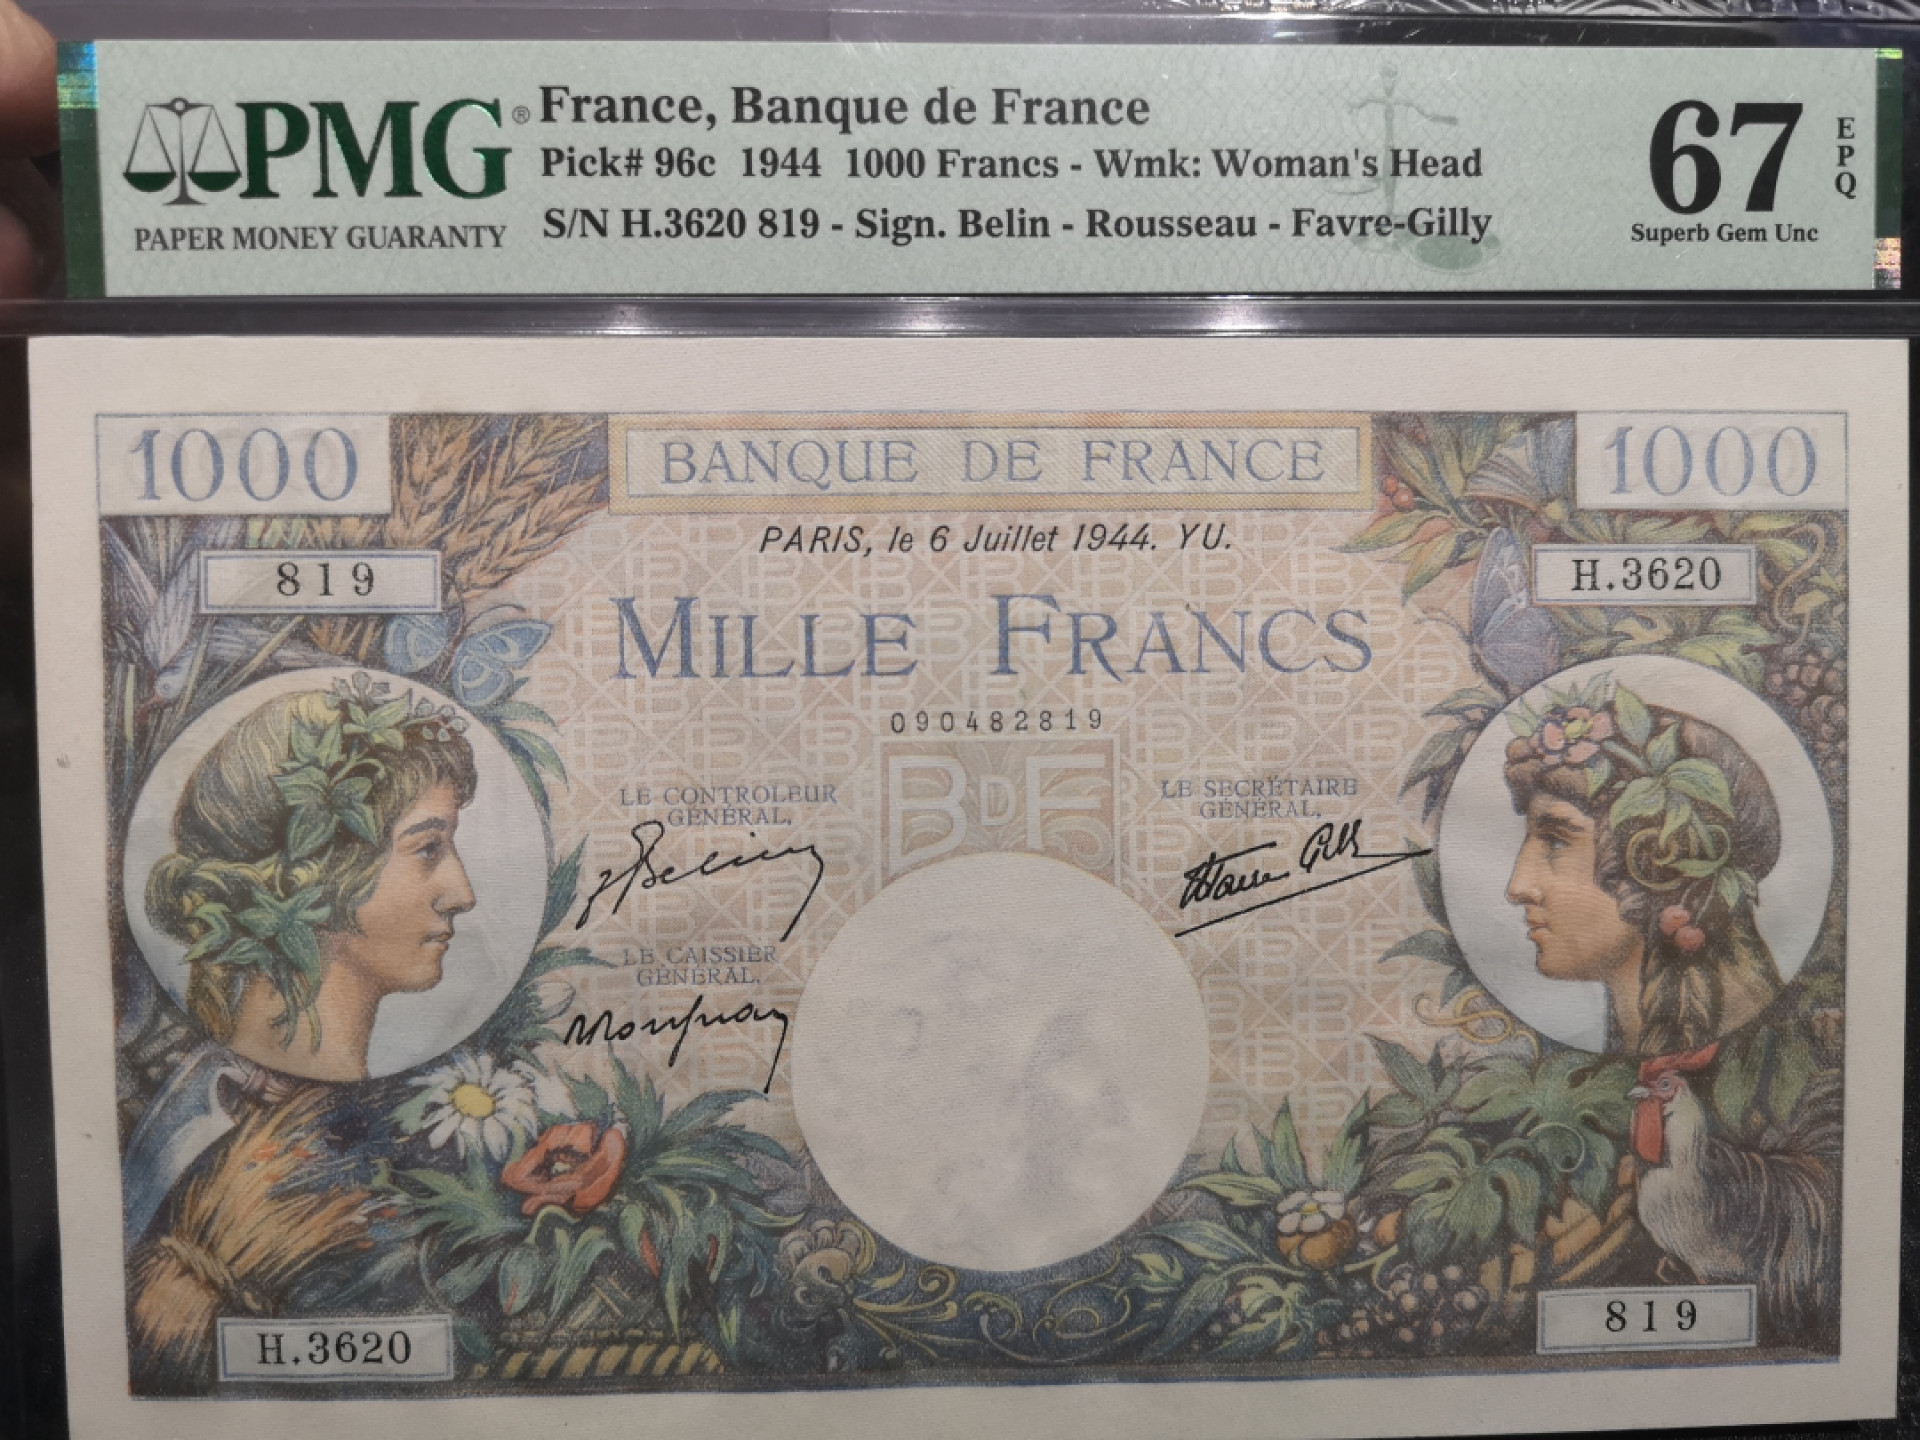 PMG®
PAPER MONEY GUARANTY
France, Banque de France
Pick# 96c 1944 1000 Francs - Wmk: Woman's Head
S/N H.3620 819 - Sign. Belin - Rousseau - Favre-Gilly
67
EPQ
Superb Gem Unc
1000
BANQUE DE FRANCE
1000
PARIS, le 6 Juillet 1944. YU.
819
H.3620
MILLE FRANCS
090482819
BDF
LE CONTROLEUR
GÉNÉRAL,
LE SECRÉTAIRE
GÉNÉRAL,
LE CAISSIER
GÉNÉRAL,
H.3620
819